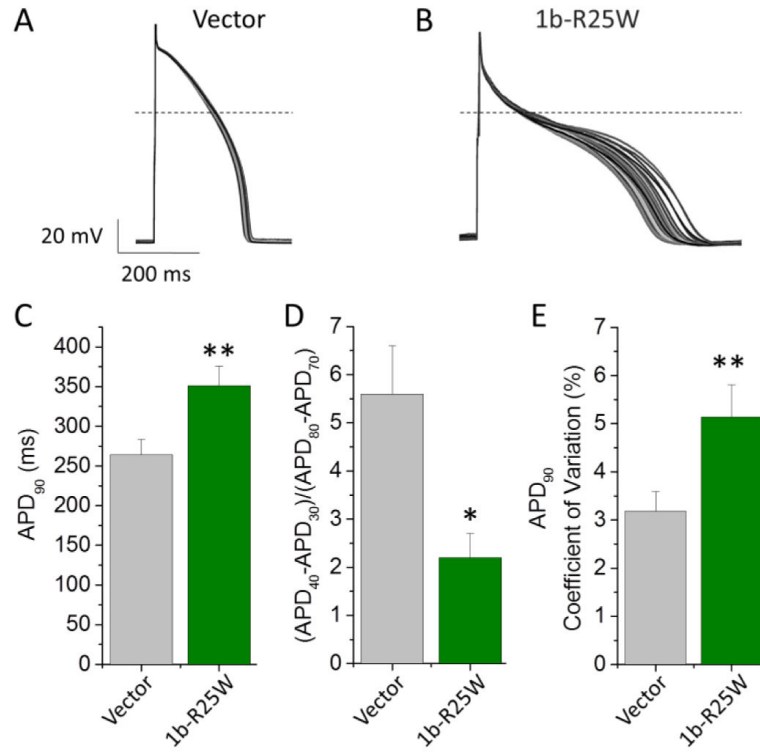 A Vector
B 1b-R25W
20 mV
200 ms
C
APD90 (ms)
400
350
300
250
200
150
100
50
0
**
Vector
1b-R25W
D
(APD40-APD30)/(APD80-APD70)
7
6
5
4
3
2
1
0
*
Vector
1b-R25W
E
APD90
Coefficient of Variation (%)
7
6
5
4
3
2
1
0
**
Vector
1b-R25W